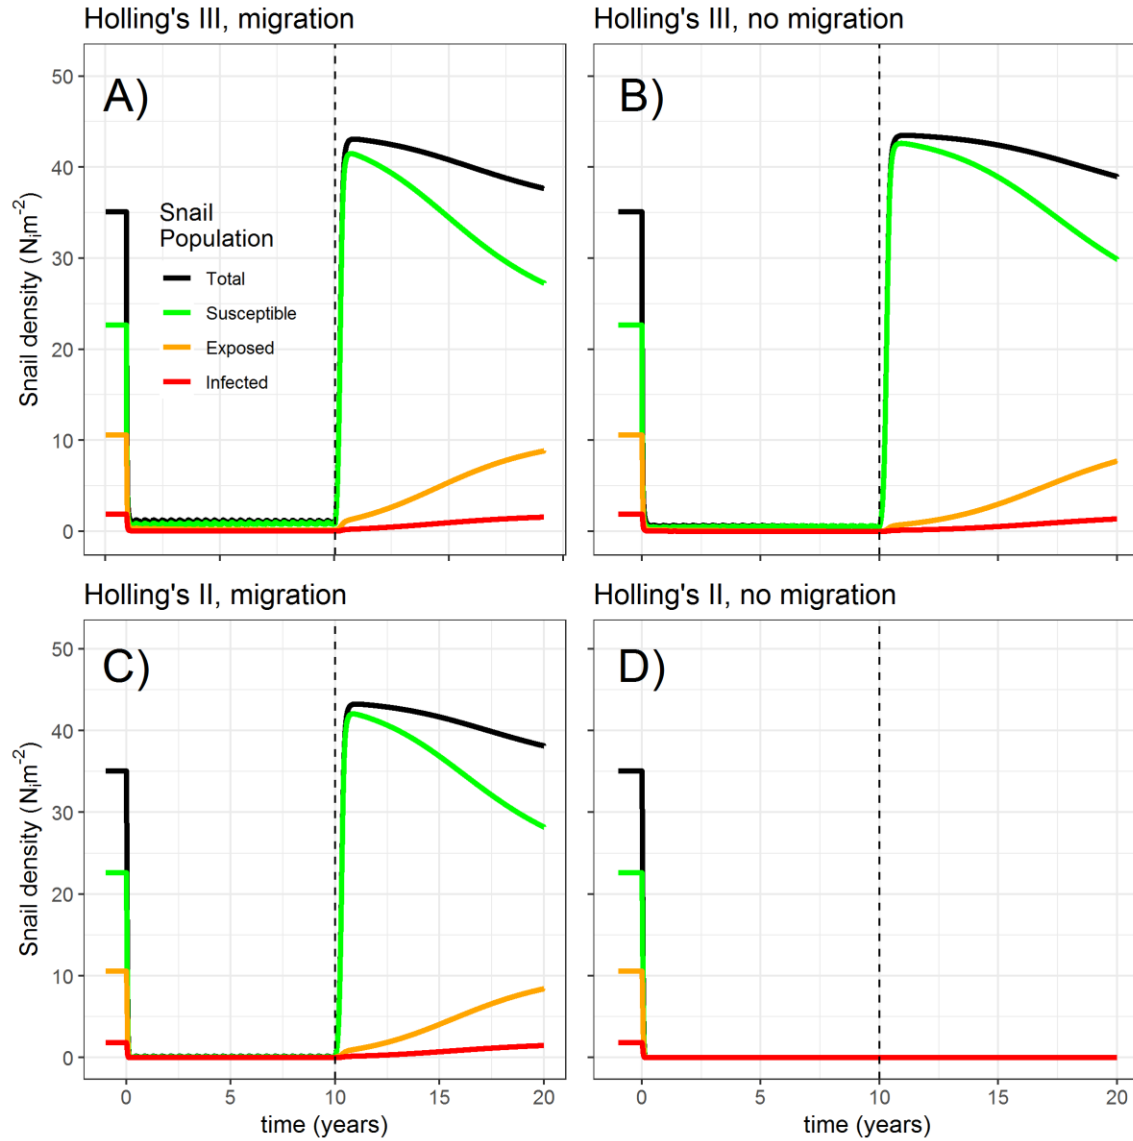 Holling's III, migration
Holling's III, no migration
A)
B)
50
40
30
20
10
0
Snail density (Nᵢm⁻²)
Snail
Population
Total
Susceptible
Exposed
Infected
Holling's II, migration
Holling's II, no migration
C)
D)
50
40
30
20
10
0
Snail density (Nᵢm⁻²)
0 5 10 15 20
0 5 10 15 20
time (years)
time (years)